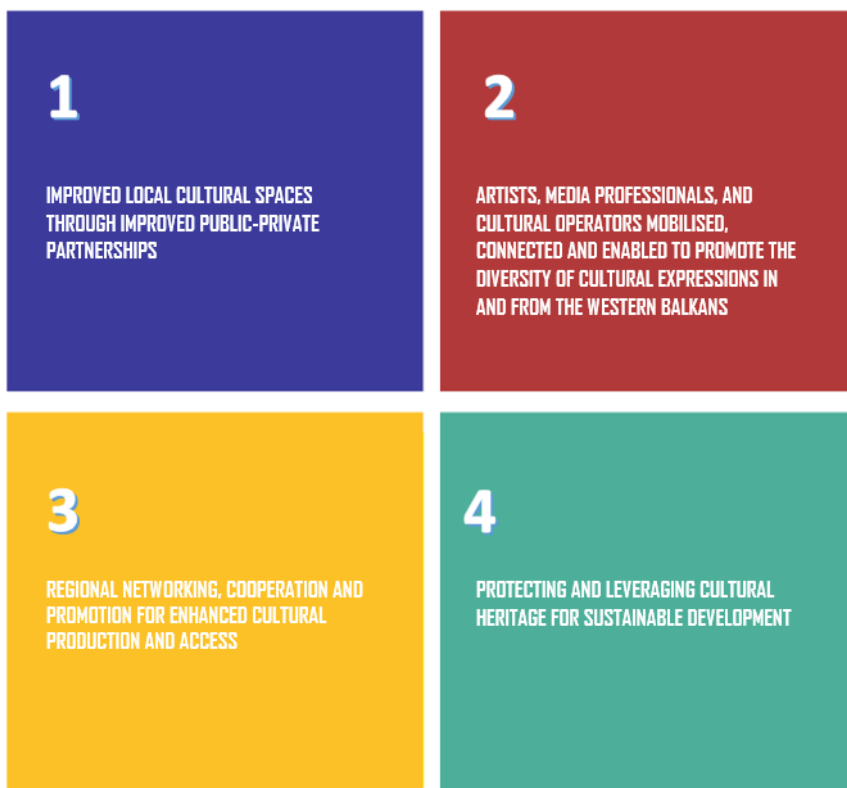 1
IMPROVED LOCAL CULTURAL SPACES
THROUGH IMPROVED PUBLIC-PRIVATE
PARTNERSHIPS
2
ARTISTS, MEDIA PROFESSIONALS, AND
CULTURAL OPERATORS MOBILISED,
CONNECTED AND ENABLED TO PROMOTE THE
DIVERSITY OF CULTURAL EXPRESSIONS IN
AND FROM THE WESTERN BALKANS
3
REGIONAL NETWORKING, COOPERATION AND
PROMOTION FOR ENHANCED CULTURAL
PRODUCTION AND ACCESS
4
PROTECTING AND LEVERAGING CULTURAL
HERITAGE FOR SUSTAINABLE DEVELOPMENT